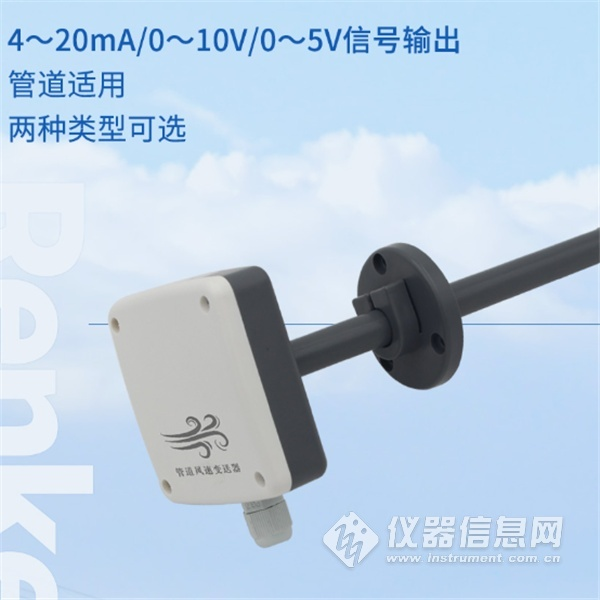 4～20mA/0～10V/0～5V信号输出
管道适用
两种类型可选
Renke
管道风速变送器
仪器信息网
www.instrument.com.cn